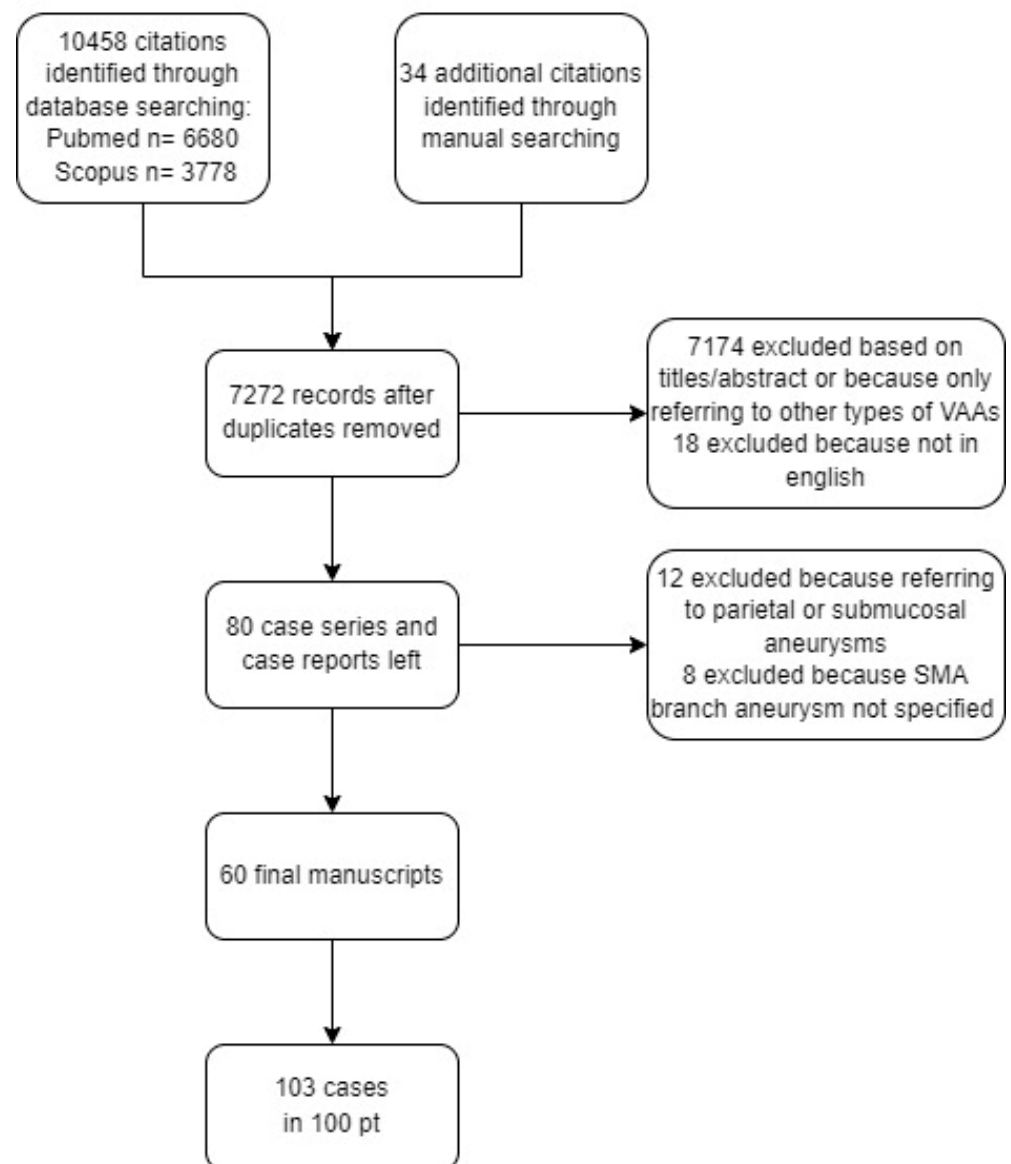 10458 citations
identified through
database searching:
Pubmed n= 6680
Scopus n= 3778
34 additional citations
identified through
manual searching
7272 records after
duplicates removed
7174 excluded based on
titles/abstract or because only
referring to other types of VAAs
18 excluded because not in
english
80 case series and
case reports left
12 excluded because referring
to parietal or submucosal
aneurysms
8 excluded because SMA
branch aneurysm not specified
60 final manuscripts
103 cases
in 100 pt